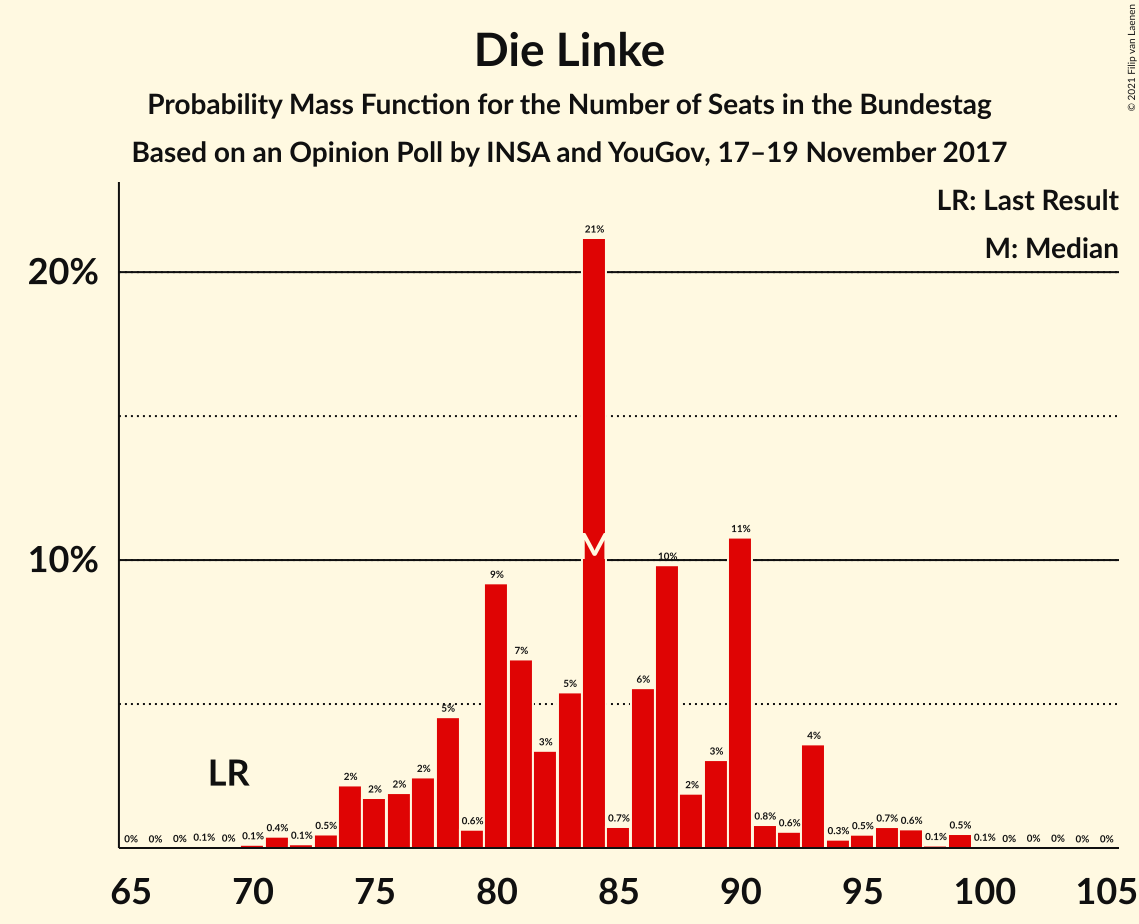 Die Linke
Probability Mass Function for the Number of Seats in the Bundestag
Based on an Opinion Poll by INSA and YouGov, 17–19 November 2017
© 2021 Filip van Laenen
LR: Last Result
M: Median
20%
10%
LR
M
0% 0% 0% 0.1% 0% 0.1% 0.4% 0.1% 0.5% 2% 2% 2% 2% 5% 0.6% 9% 7% 3% 5% 21% 0.7% 6% 10% 2% 3% 11% 0.8% 0.6% 4% 0.3% 0.5% 0.7% 0.6% 0.1% 0.5% 0.1% 0% 0% 0% 0% 0%
65 70 75 80 85 90 95 100 105